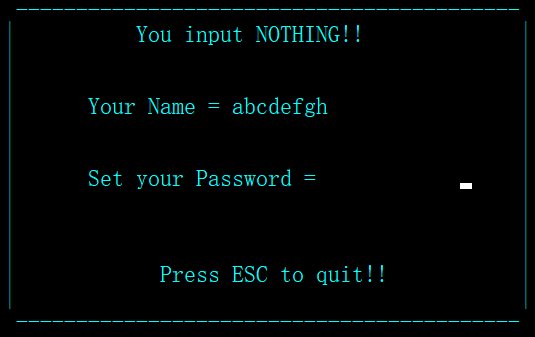 You input NOTHING!!
Your Name = abcdefgh
Set your Password =
Press ESC to quit!!